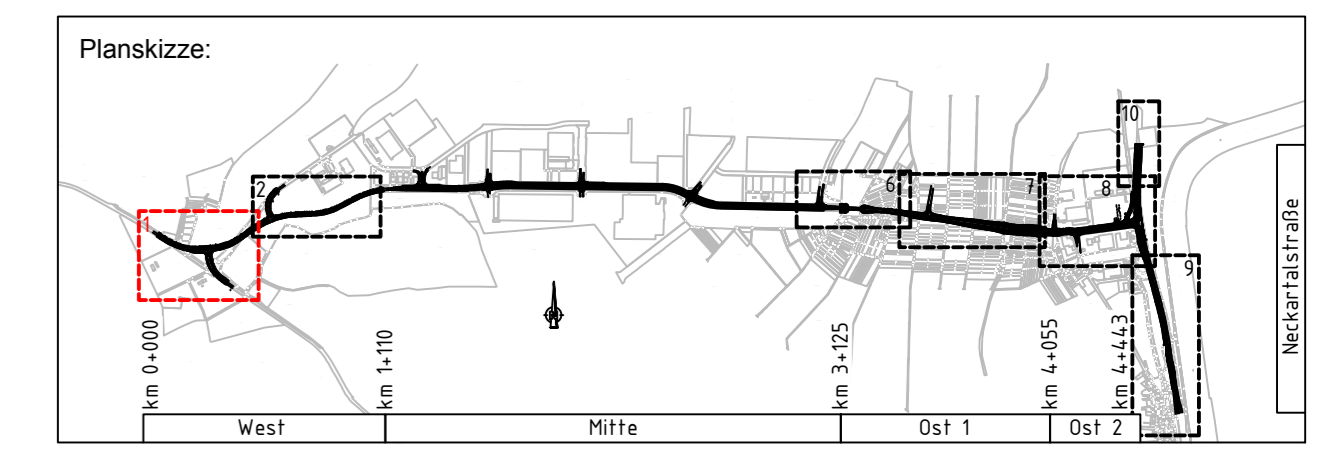 Planskizze:
10
1
2
6
7
8
9
Neckartalstraße
km 0+000
km 1+110
km 3+125
km 4+055
km 4+443
West
Mitte
Ost 1
Ost 2